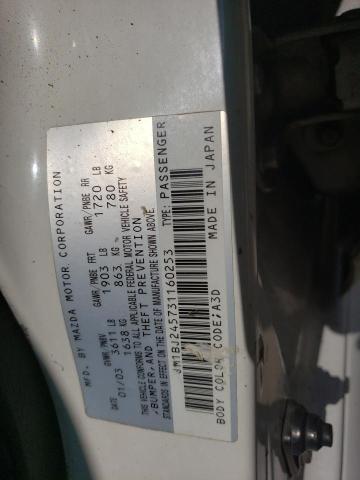 MFD. BY MAZDA MOTOR CORPORATION
GVWR/PNBV GAWR/PNBE FRT GAWR/PNBE RR
01/03 3611 LB 1903 LB 1720 LB
1638 KG 863 KG 780 KG
THIS VEHICLE CONFORMS TO ALL APPLICABLE FEDERAL MOTOR VEHICLE SAFETY
,BUMPER,AND THEFT PREVENTION
STANDARDS IN EFFECT ON THE DATE OF MANUFACTURE SHOWN ABOVE.
JM1BJ245731160253 TYPE: PASSENGER
BODY COLOR CODE/A3D MADE IN JAPAN